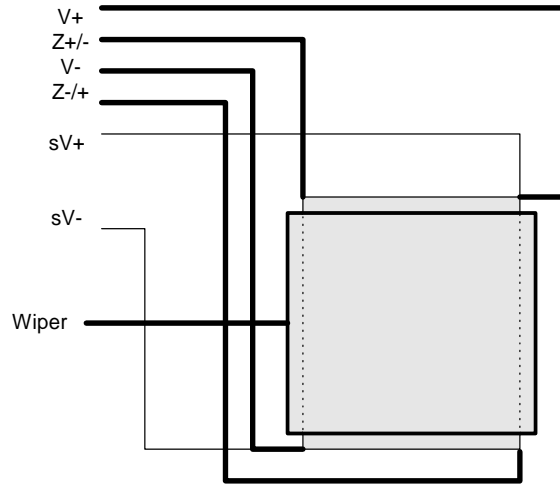 V+
Z+/-
V-
Z-/+
sV+
sV-
Wiper